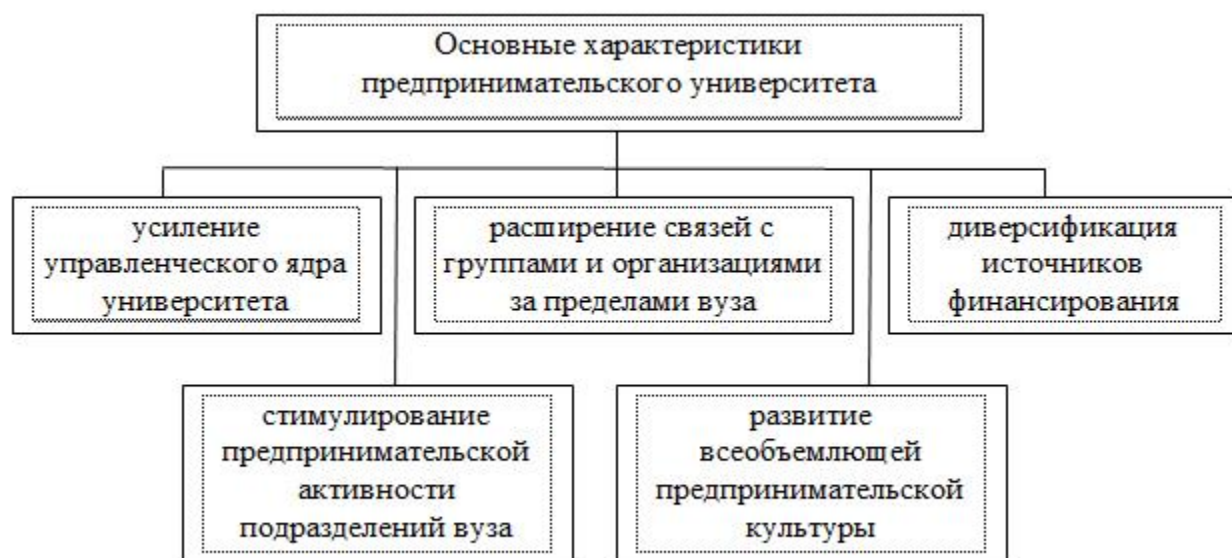 Основные характеристики
предпринимательского университета
усиление
управленческого ядра
университета
расширение связей с
группами и организациями
за пределами вуза
диверсификация
источников
финансирования
стимулирование
предпринимательской
активности
подразделений вуза
развитие
всеобъемлющей
предпринимательской
культуры